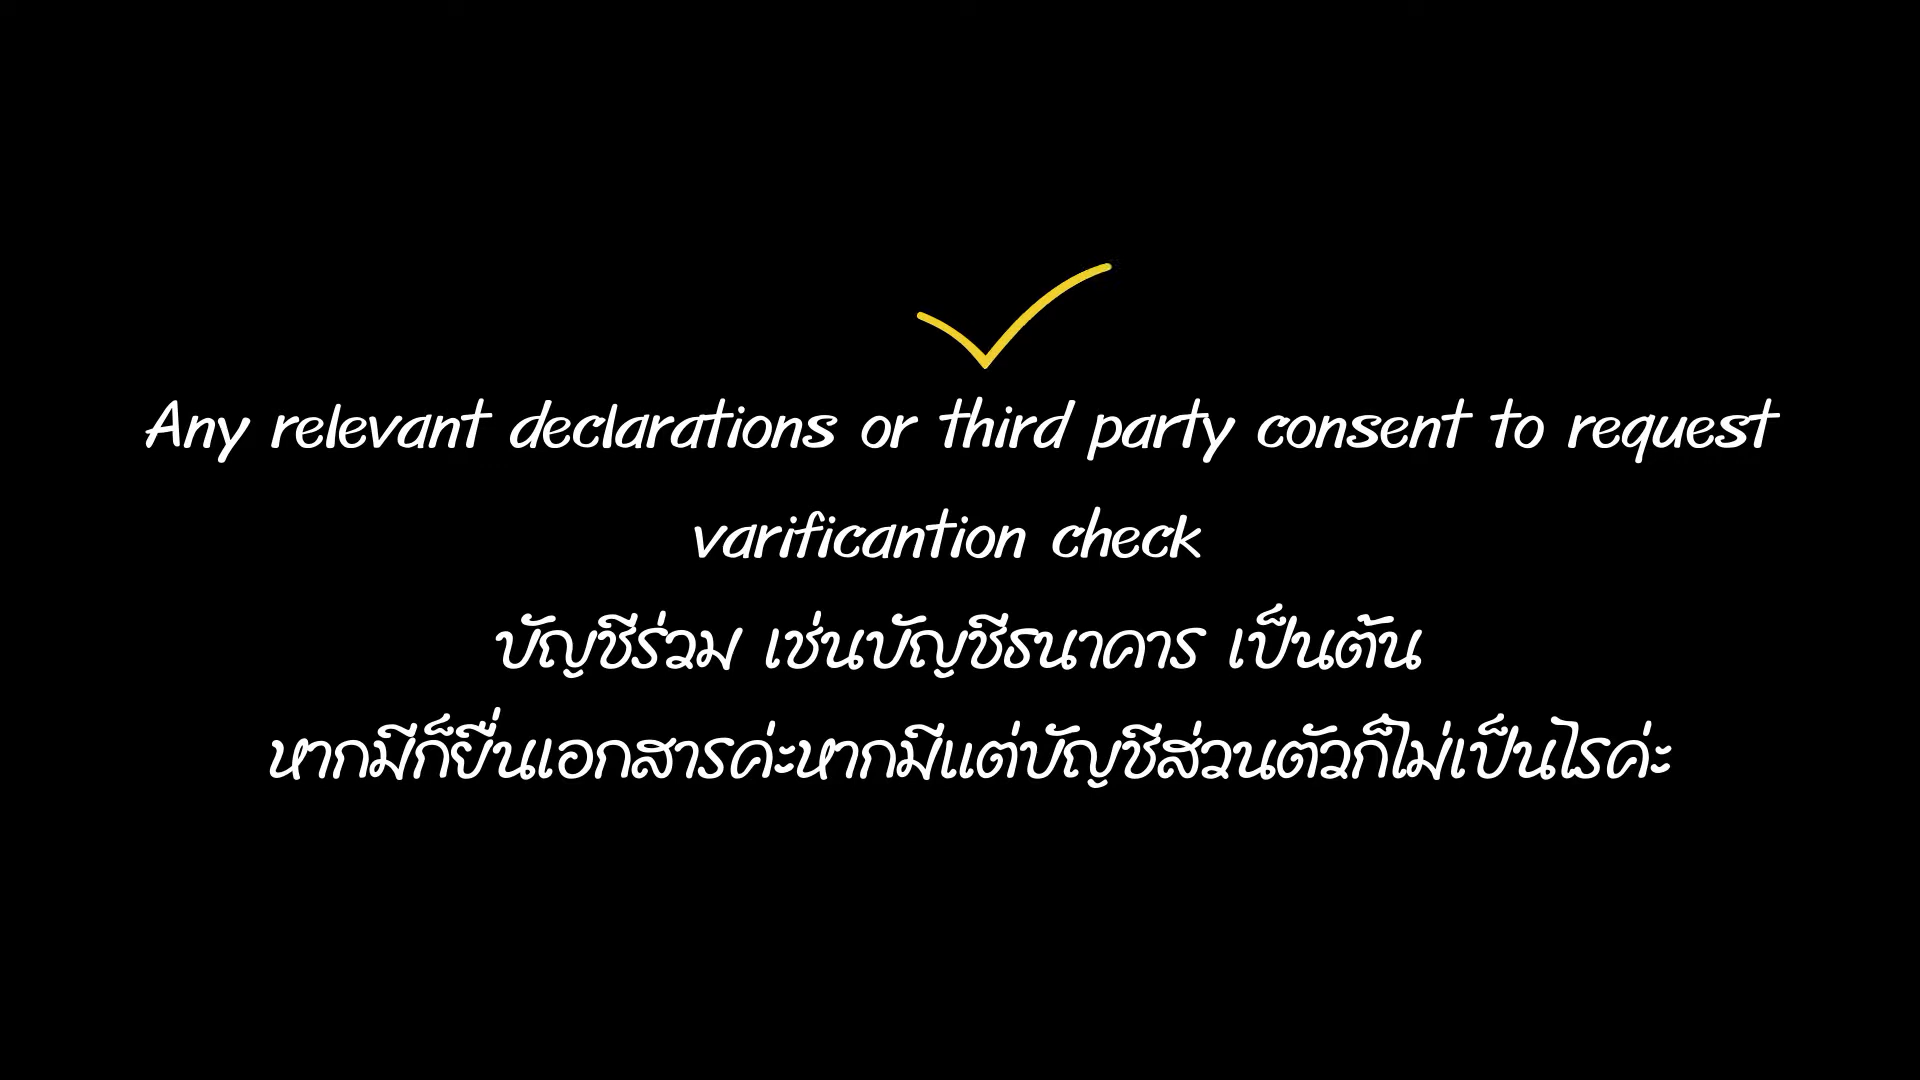 Any relevant declarations or third party consent to request
varificantion check
บัญชีร่วม เช่นบัญชีธนาคาร เป็นต้น
หากมีก็ยื่นเอกสารค่ะหากมีแต่บัญชีส่วนตัวก็ไม่เป็นไรค่ะ